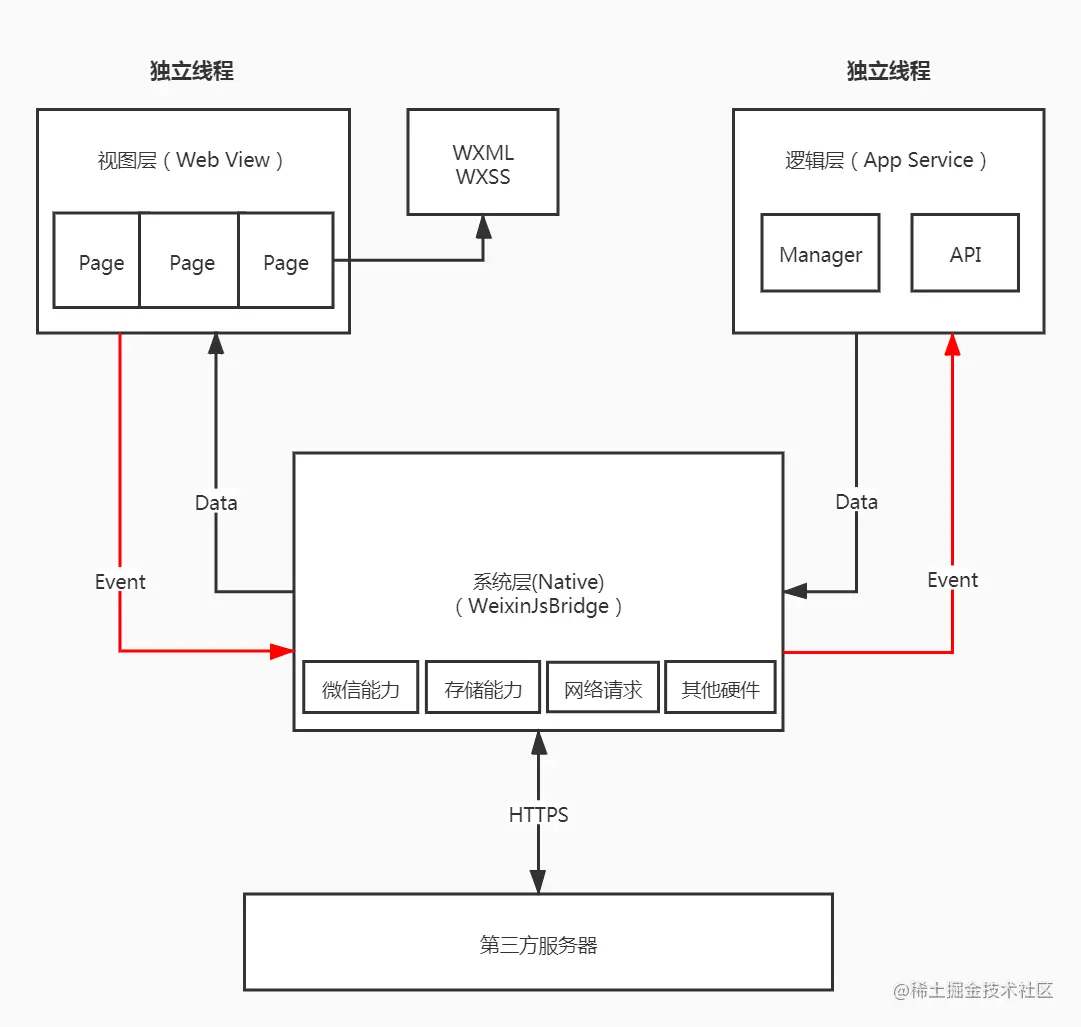 独立线程
独立线程
视图层（Web View）
WXML
WXSS
逻辑层（App Service）
Page
Page
Page
Manager
API
Data
Data
Event
Event
系统层(Native)
（WeixinJsBridge）
微信能力
存储能力
网络请求
其他硬件
HTTPS
第三方服务器
@稀土掘金技术社区